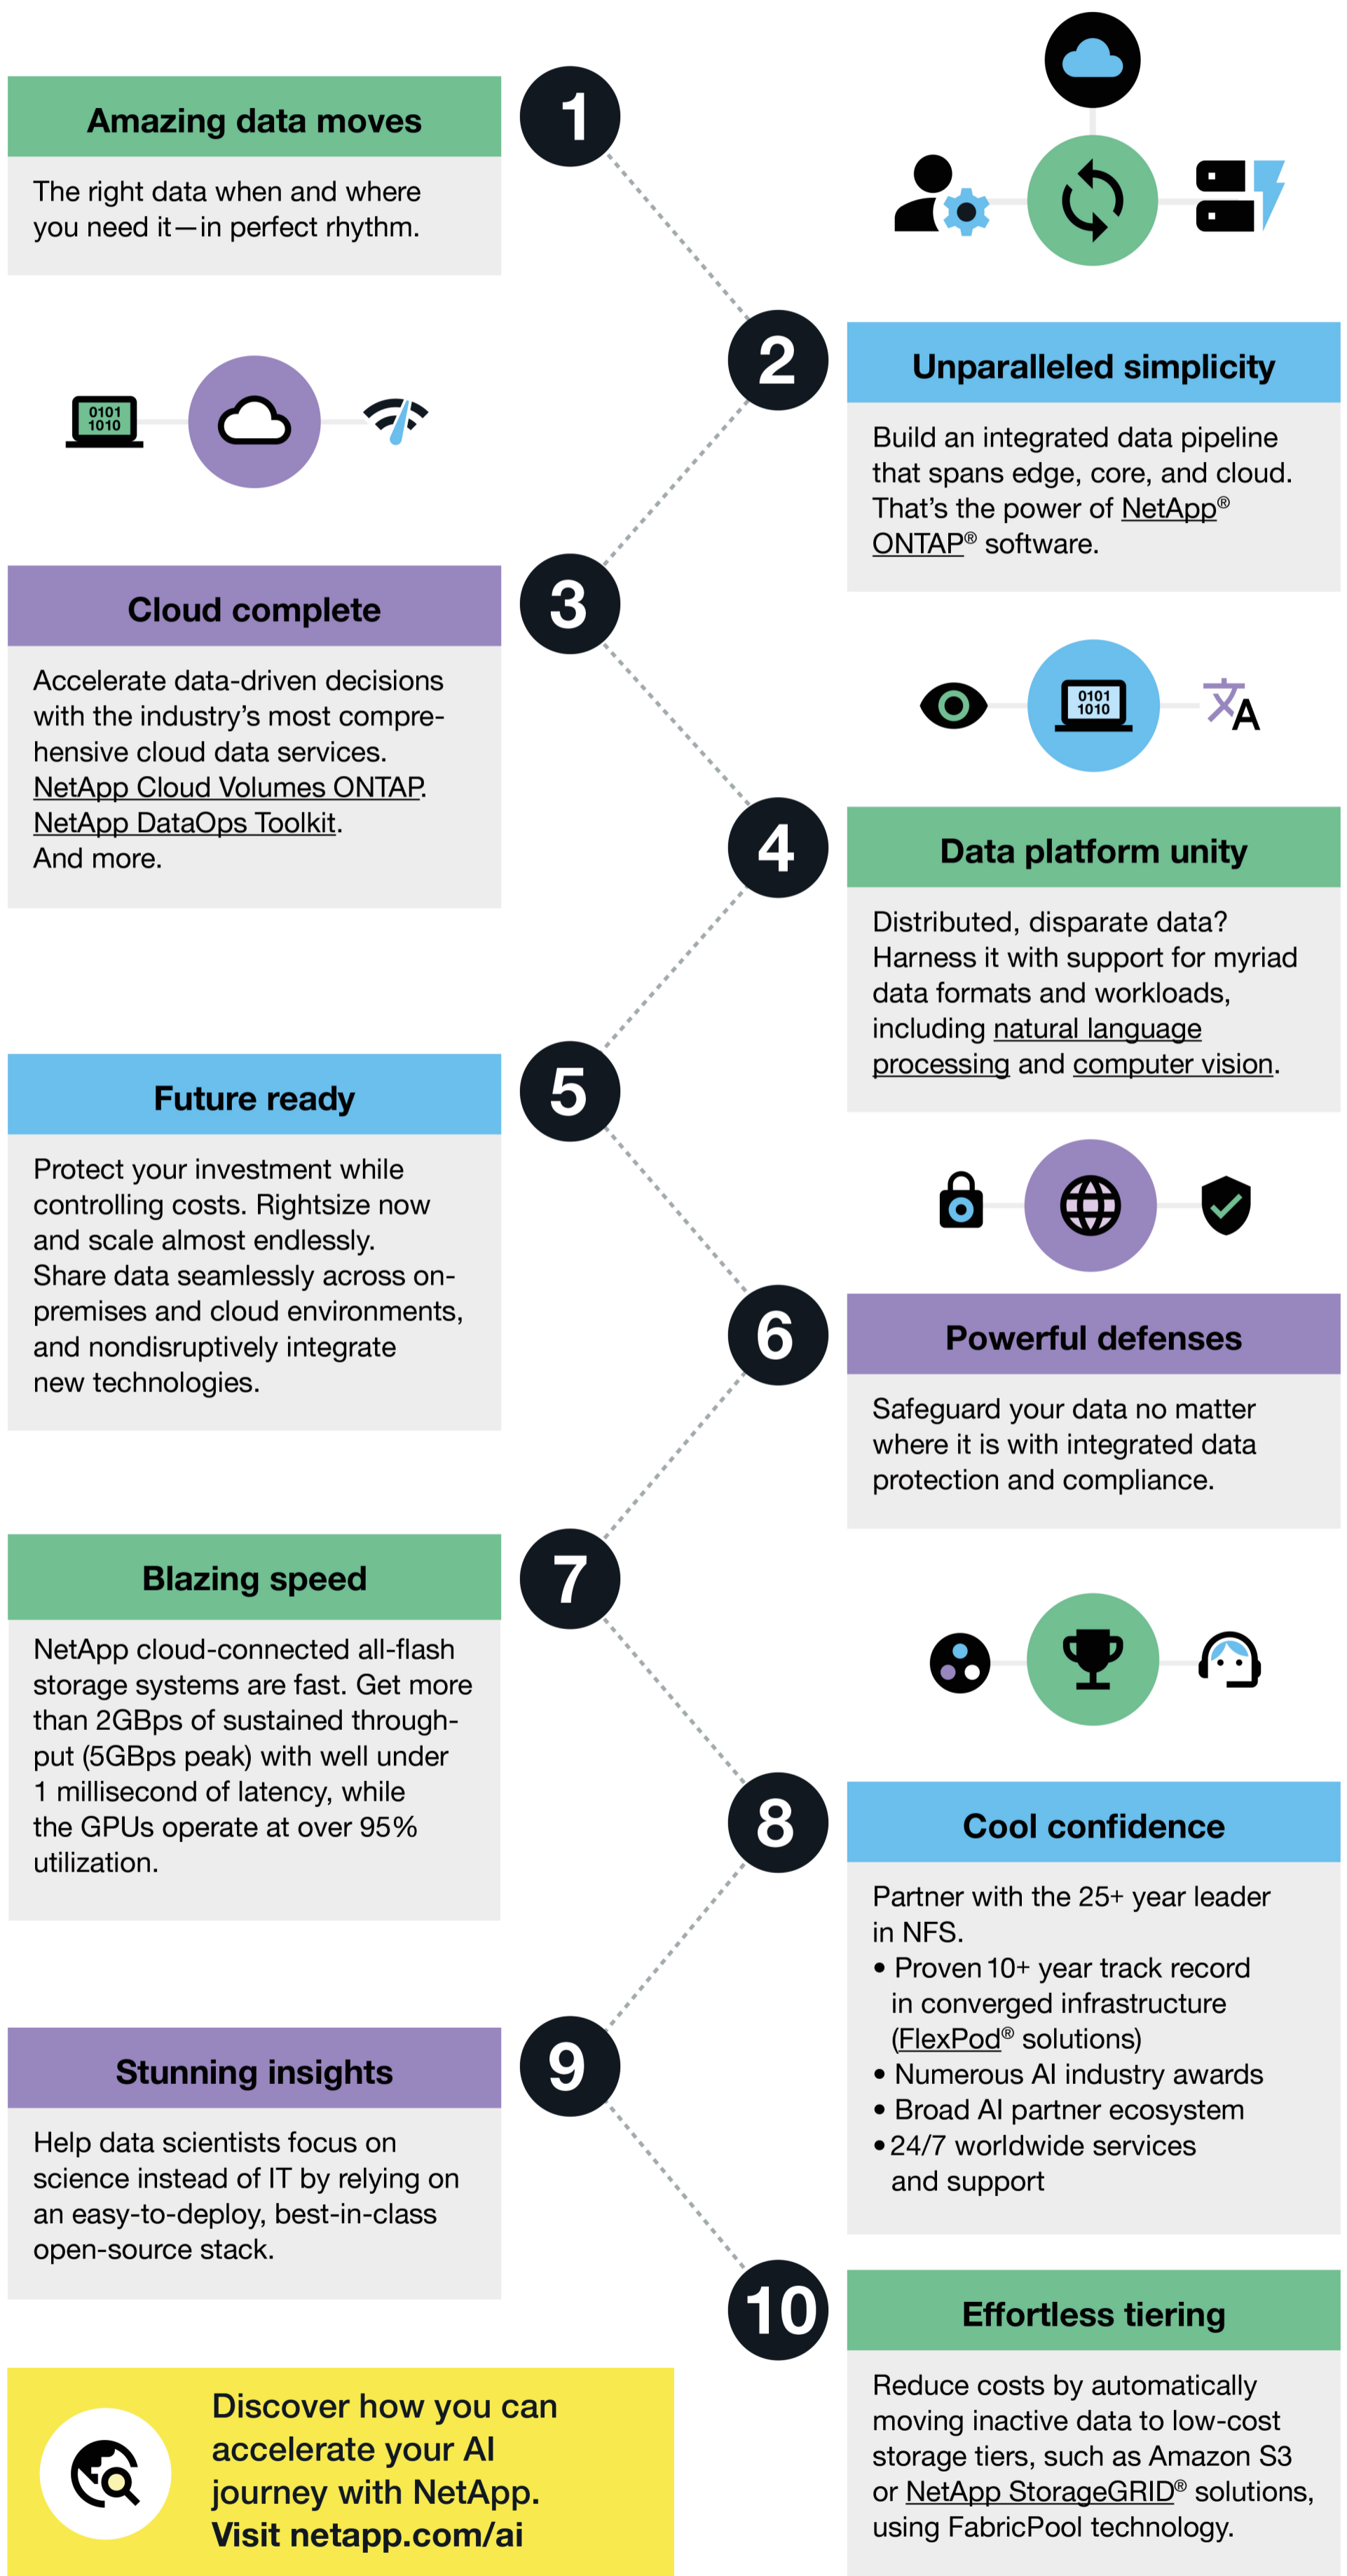 1
Amazing data moves
The right data when and where
you need it—in perfect rhythm.
2
Unparalleled simplicity
Build an integrated data pipeline
that spans edge, core, and cloud.
That’s the power of NetApp®
ONTAP® software.
0101
1010
3
Cloud complete
Accelerate data-driven decisions
with the industry’s most compre-
hensive cloud data services.
NetApp Cloud Volumes ONTAP.
NetApp DataOps Toolkit.
And more.
0101
1010
文A
4
Data platform unity
Distributed, disparate data?
Harness it with support for myriad
data formats and workloads,
including natural language
processing and computer vision.
5
Future ready
Protect your investment while
controlling costs. Rightsize now
and scale almost endlessly.
Share data seamlessly across on-
premises and cloud environments,
and nondisruptively integrate
new technologies.
6
Powerful defenses
Safeguard your data no matter
where it is with integrated data
protection and compliance.
7
Blazing speed
NetApp cloud-connected all-flash
storage systems are fast. Get more
than 2GBps of sustained through-
put (5GBps peak) with well under
1 millisecond of latency, while
the GPUs operate at over 95%
utilization.
8
Cool confidence
Partner with the 25+ year leader
in NFS.
• Proven 10+ year track record
in converged infrastructure
(FlexPod® solutions)
• Numerous AI industry awards
• Broad AI partner ecosystem
• 24/7 worldwide services
and support
9
Stunning insights
Help data scientists focus on
science instead of IT by relying on
an easy-to-deploy, best-in-class
open-source stack.
10
Effortless tiering
Reduce costs by automatically
moving inactive data to low-cost
storage tiers, such as Amazon S3
or NetApp StorageGRID® solutions,
using FabricPool technology.
Discover how you can
accelerate your AI
journey with NetApp.
Visit netapp.com/ai